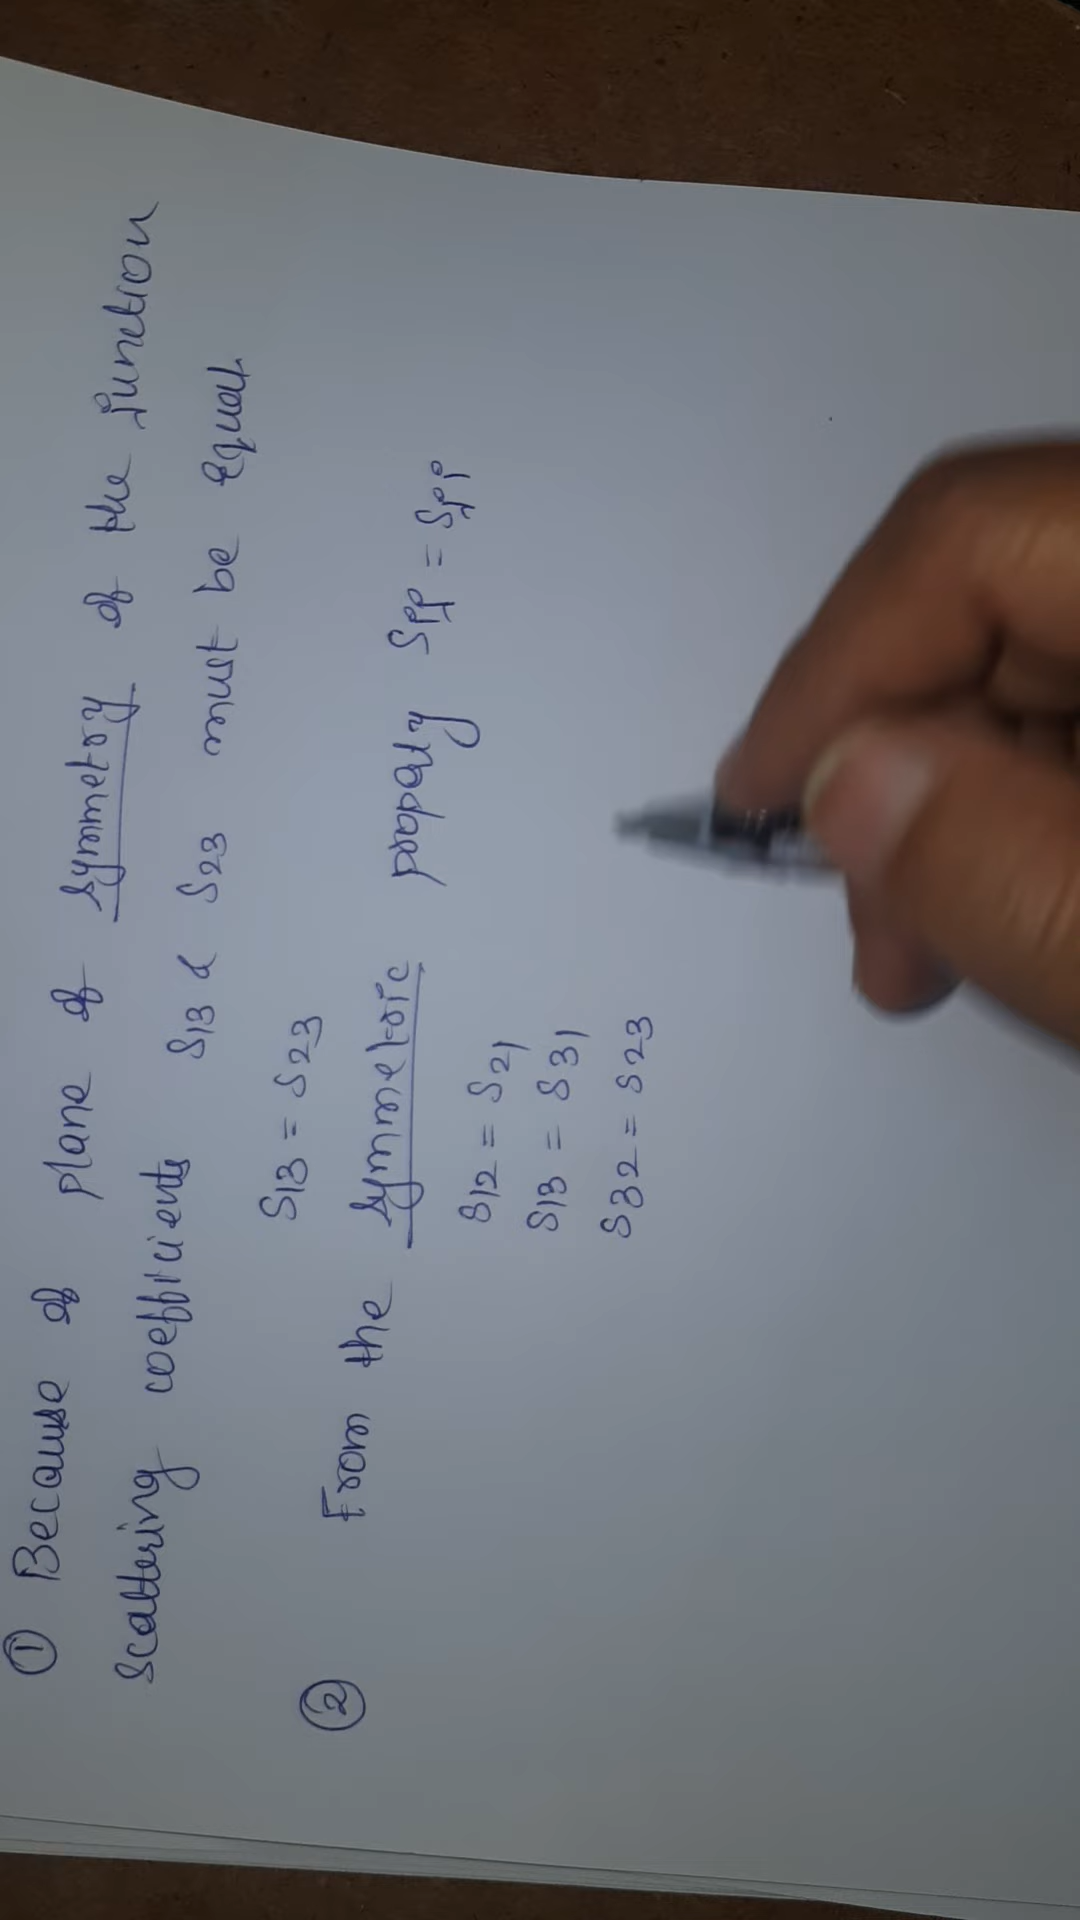 ① Because of plane of symmetry of the junction
scattering coefficients S13 & S23 must be equal
S13 = S23
② From the symmetric property Sij = Sji
S12 = S21
S13 = S31
S32 = S23